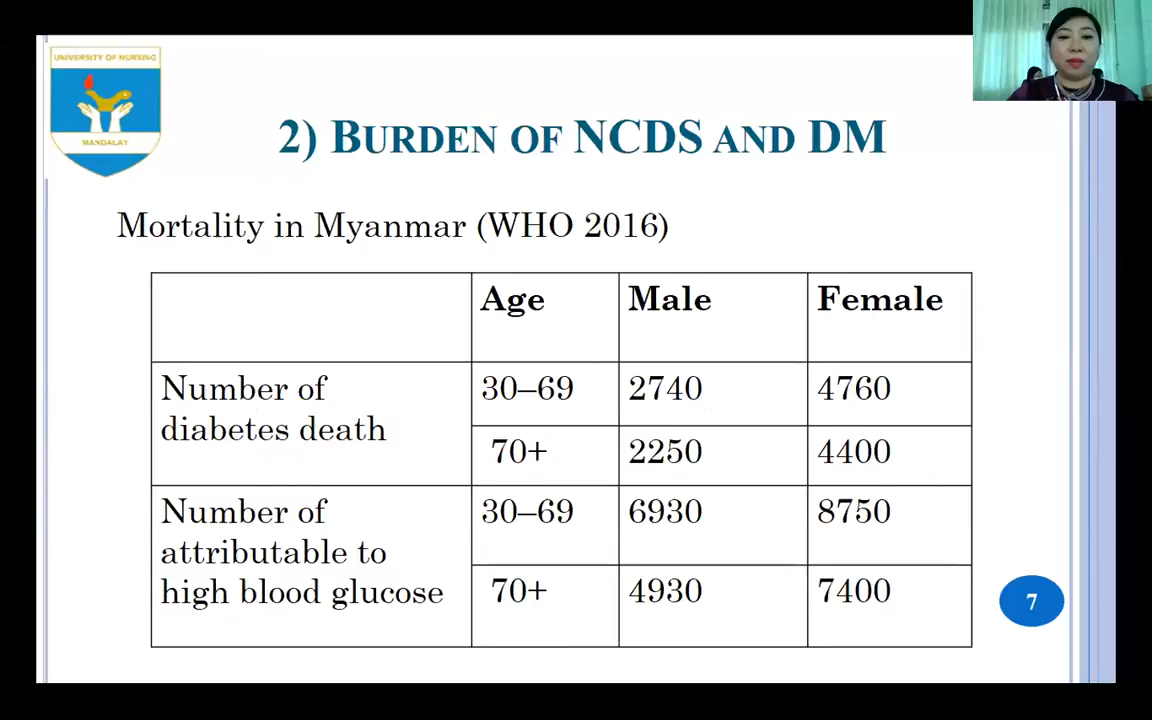 UNIVERSITY OF NURSING
MANDALAY
2) BURDEN OF NCDS AND DM
Mortality in Myanmar (WHO 2016)
Age Male Female
Number of diabetes death 30–69 2740 4760
70+ 2250 4400
Number of attributable to high blood glucose 30–69 6930 8750
70+ 4930 7400
7